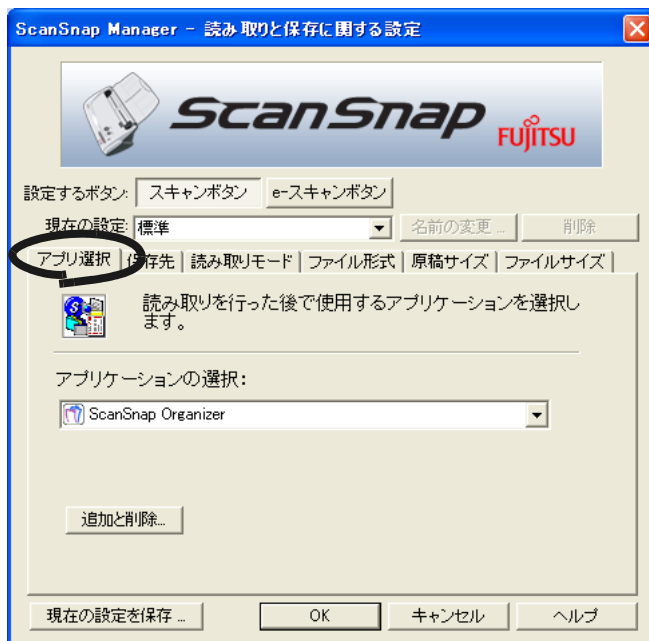 ScanSnap Manager - 読み取りと保存に関する設定
ScanSnap
FUJITSU
設定するボタン: スキャンボタン e-スキャンボタン
現在の設定: 標準 名前の変更 ... 削除
アプリ選択 保存先 読み取りモード ファイル形式 原稿サイズ ファイルサイズ
読み取りを行った後で使用するアプリケーションを選択し
ます。
アプリケーションの選択:
ScanSnap Organizer
追加と削除...
現在の設定を保存 ... OK キャンセル ヘルプ